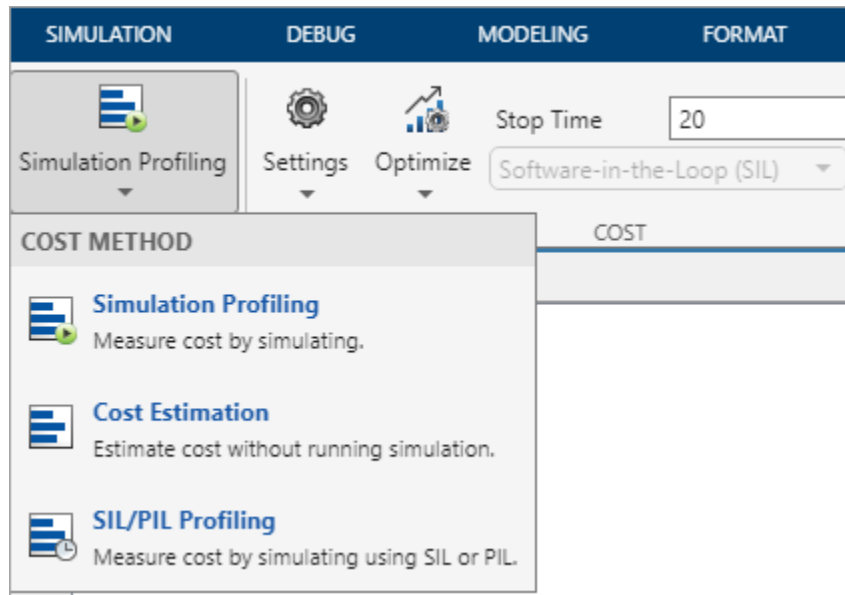 SIMULATION DEBUG MODELING FORMAT
Simulation Profiling
Settings
Optimize
Stop Time 20
Software-in-the-Loop (SIL)
COST
COST METHOD
Simulation Profiling
Measure cost by simulating.
Cost Estimation
Estimate cost without running simulation.
SIL/PIL Profiling
Measure cost by simulating using SIL or PIL.